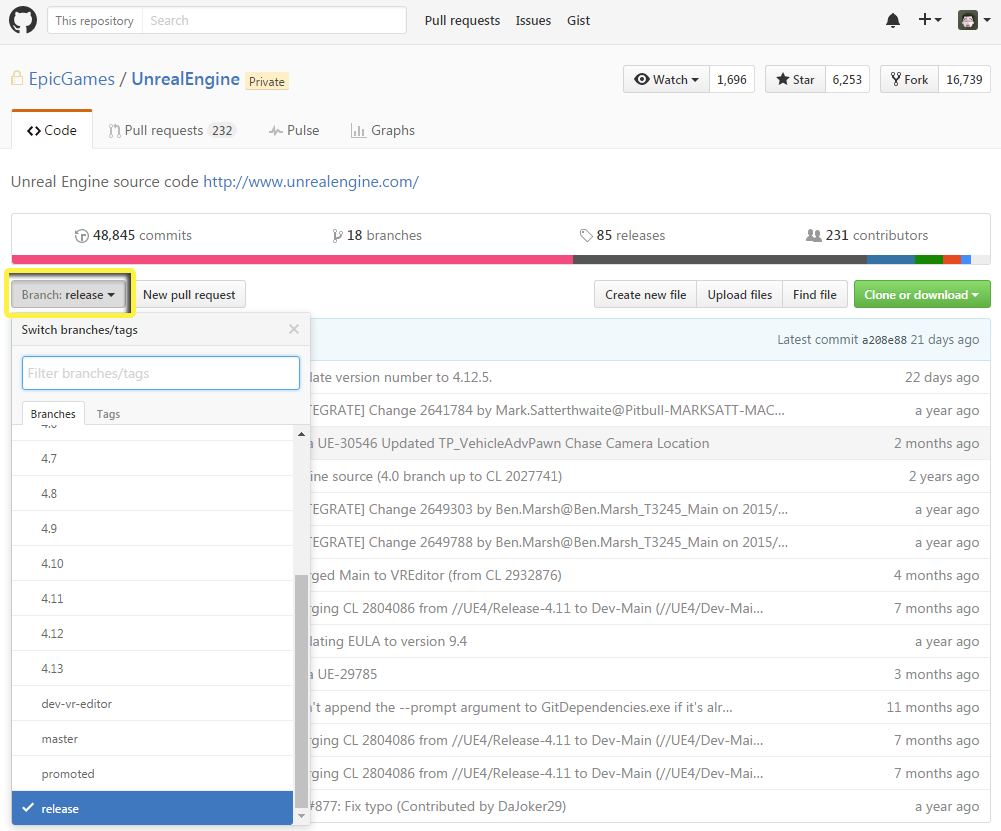 This repository Search Pull requests Issues Gist
EpicGames / UnrealEngine Private Watch 1,696 Star 6,253 Fork 16,739
Code Pull requests 232 Pulse Graphs
Unreal Engine source code http://www.unrealengine.com/
48,845 commits 18 branches 85 releases 231 contributors
Branch: release New pull request Create new file Upload files Find file Clone or download
Switch branches/tags
Filter branches/tags
Branches Tags
4.7
4.8
4.9
4.10
4.11
4.12
4.13
dev-vr-editor
master
promoted
release
Latest commit a208e88 21 days ago
ate version number to 4.12.5. 22 days ago
TEGRATE] Change 2641784 by Mark.Satterthwaite@Pitbull-MARKSATT-MAC... a year ago
UE-30546 Updated TP_VehicleAdvPawn Chase Camera Location 2 months ago
ine source (4.0 branch up to CL 2027741) 2 years ago
TEGRATE] Change 2649303 by Ben.Marsh@Ben.Marsh_T3245_Main on 2015/... a year ago
TEGRATE] Change 2649788 by Ben.Marsh@Ben.Marsh_T3245_Main on 2015/... a year ago
rged Main to VREditor (from CL 2932876) 4 months ago
rging CL 2804086 from //UE4/Release-4.11 to Dev-Main (//UE4/Dev-Mai... 7 months ago
lating EULA to version 9.4 a year ago
UE-29785 3 months ago
't append the --prompt argument to GitDependencies.exe if it's alr... 11 months ago
rging CL 2804086 from //UE4/Release-4.11 to Dev-Main (//UE4/Dev-Mai... 7 months ago
rging CL 2804086 from //UE4/Release-4.11 to Dev-Main (//UE4/Dev-Mai... 7 months ago
#877: Fix typo (Contributed by DaJoker29) a year ago